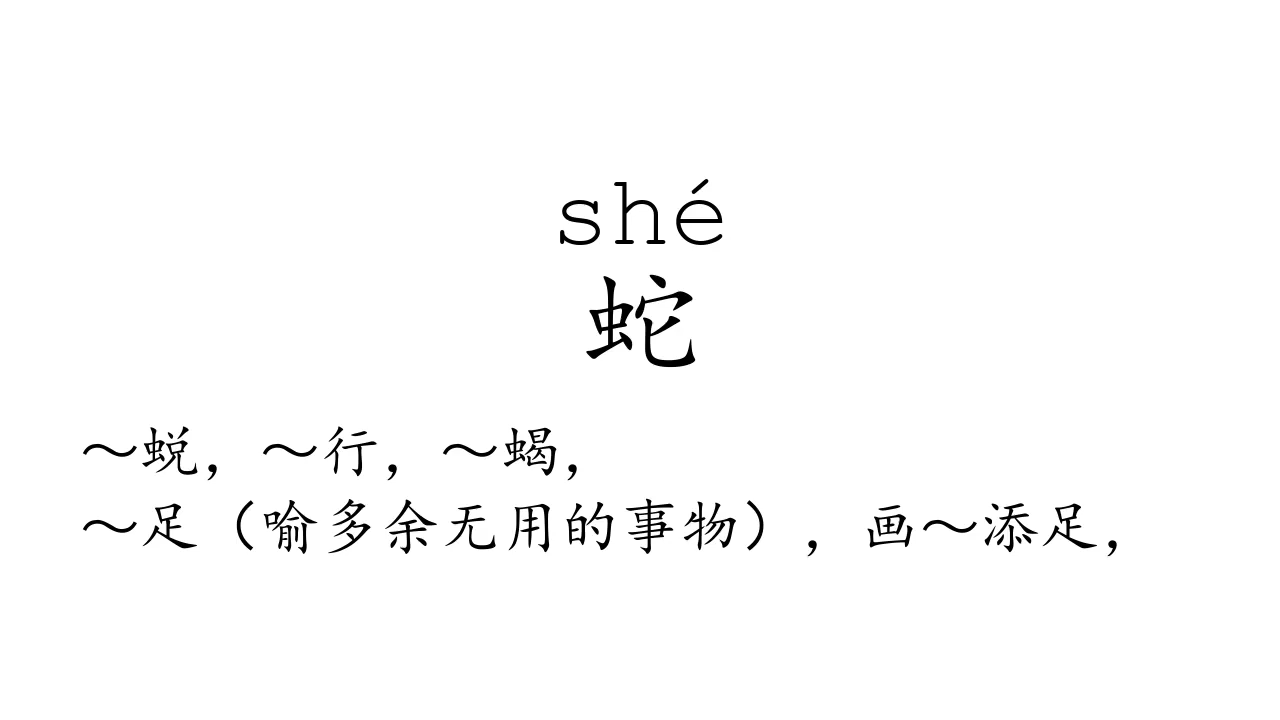 shé
蛇
～蜕，～行，～蝎，
～足（喻多余无用的事物），画～添足，